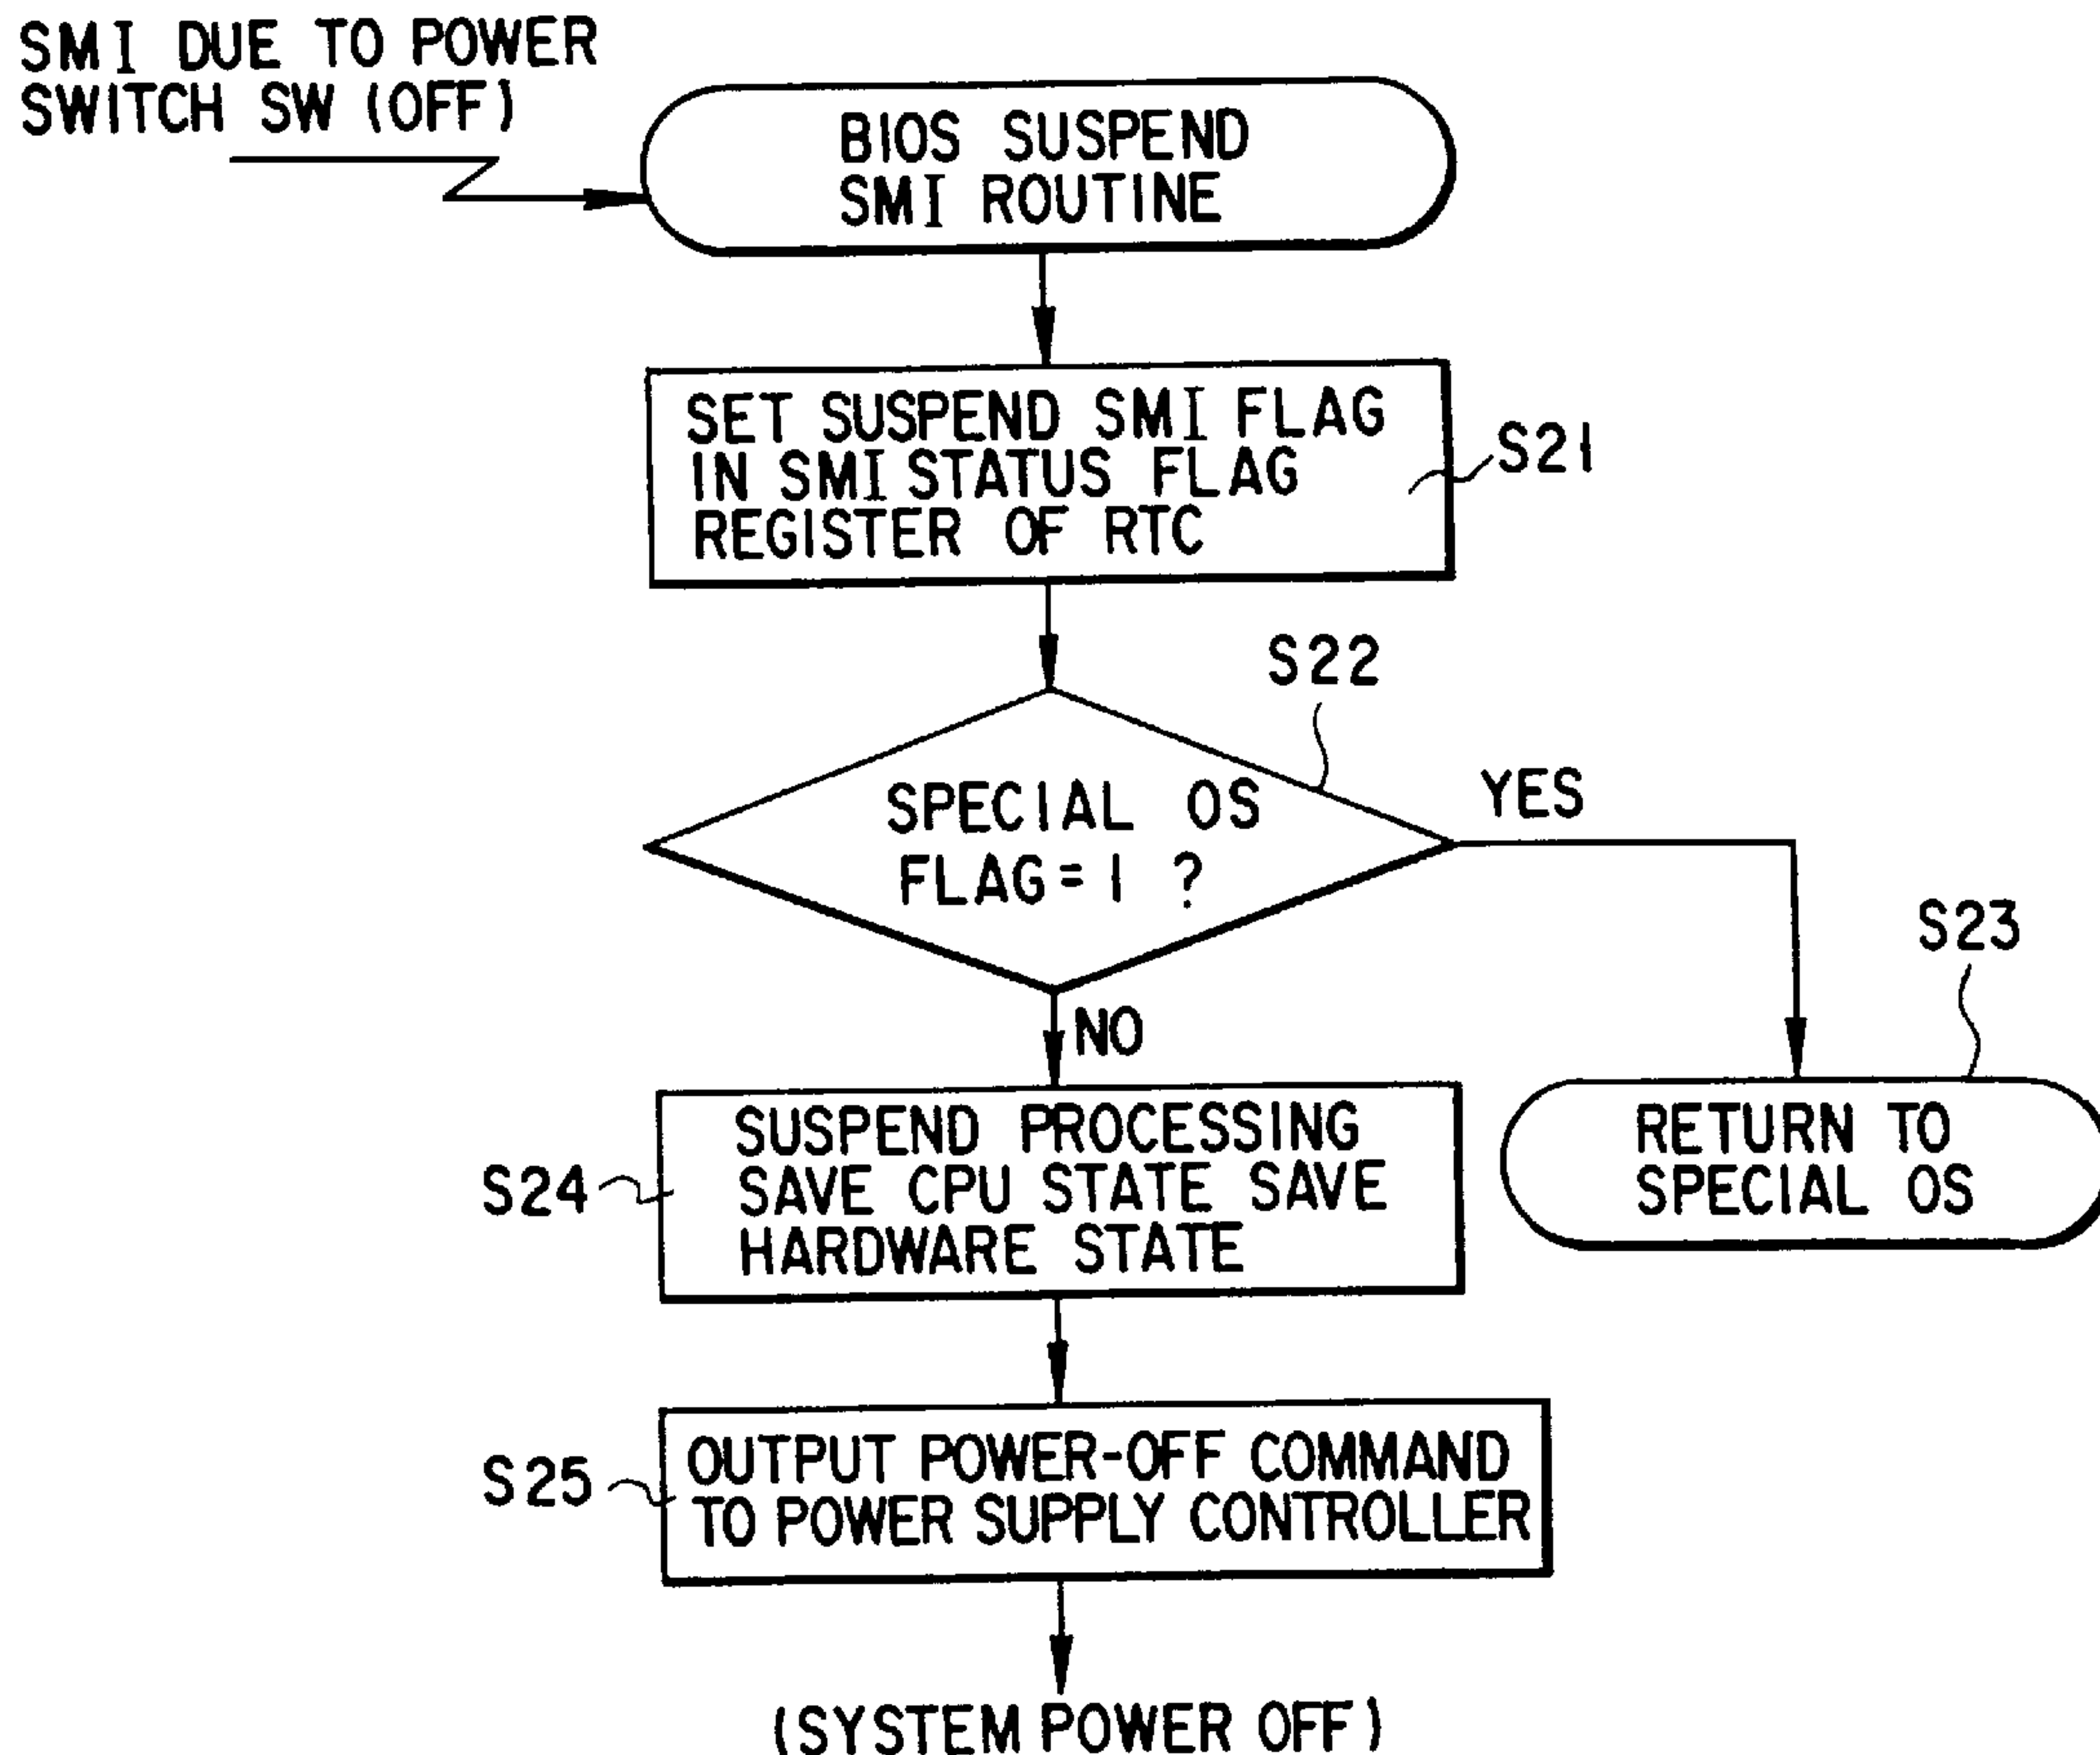 SMI DUE TO POWER
SWITCH SW (OFF)
BIOS SUSPEND
SMI ROUTINE
SET SUSPEND SMI FLAG
IN SMI STATUS FLAG
REGISTER OF RTC
S21
S22
SPECIAL OS
FLAG=1 ?
YES
NO
S23
RETURN TO
SPECIAL OS
S24
SUSPEND PROCESSING
SAVE CPU STATE SAVE
HARDWARE STATE
S25
OUTPUT POWER-OFF COMMAND
TO POWER SUPPLY CONTROLLER
(SYSTEM POWER OFF)